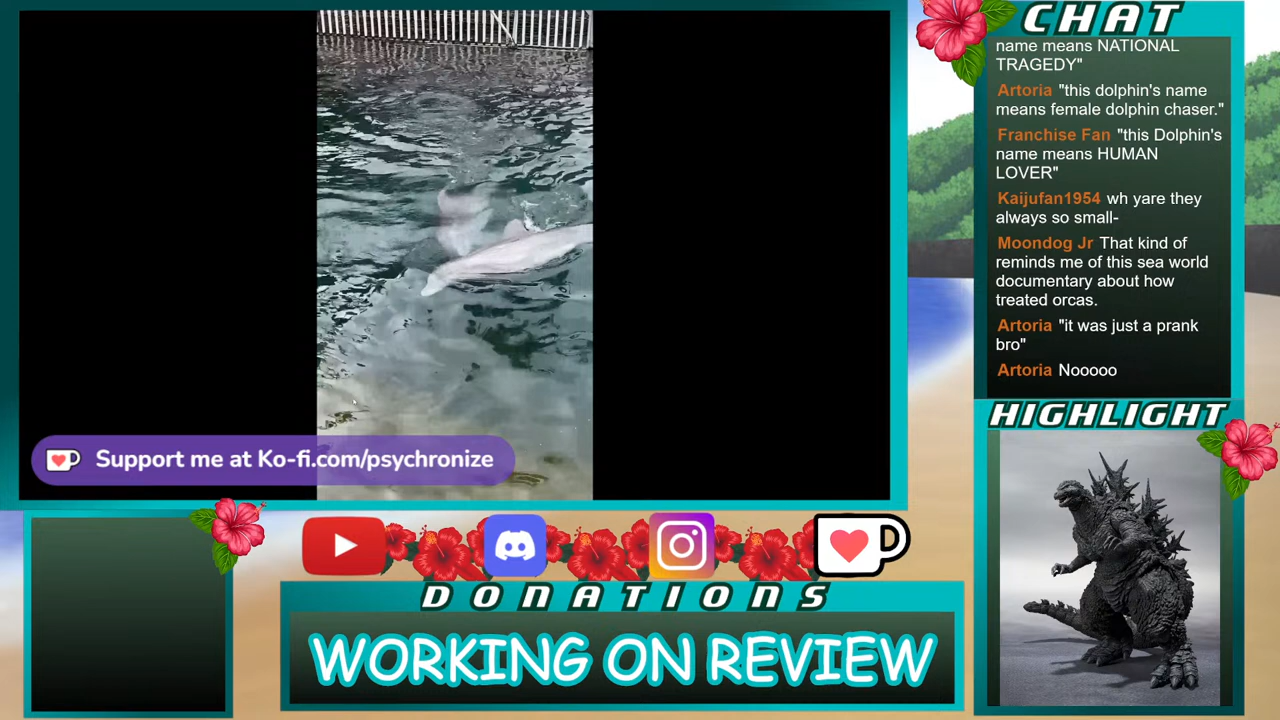 CHAT
name means NATIONAL
TRAGEDY"
Artoria "this dolphin's name
means female dolphin chaser."
Franchise Fan "this Dolphin's
name means HUMAN
LOVER"
Kaijufan1954 wh yare they
always so small-
Moondog Jr That kind of
reminds me of this sea world
documentary about how
treated orcas.
Artoria "it was just a prank
bro"
Artoria Nooooo
HIGHLIGHT
Support me at Ko-fi.com/psychronize
DONATIONS
WORKING ON REVIEW